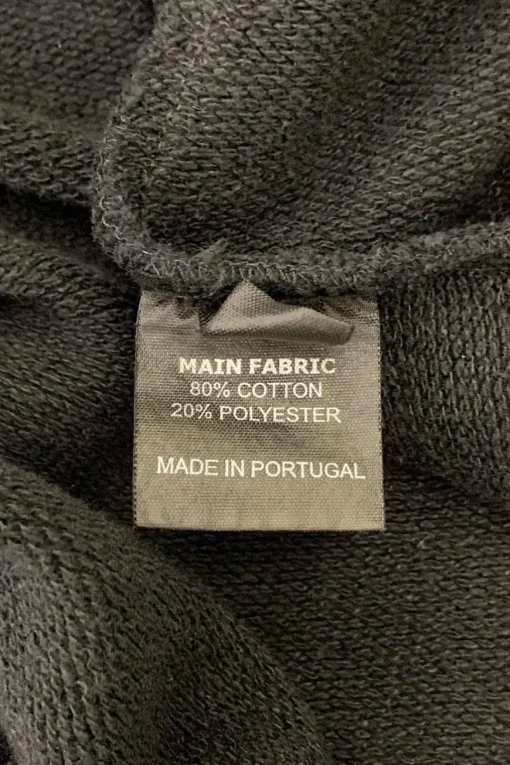 MAIN FABRIC
80% COTTON
20% POLYESTER
MADE IN PORTUGAL